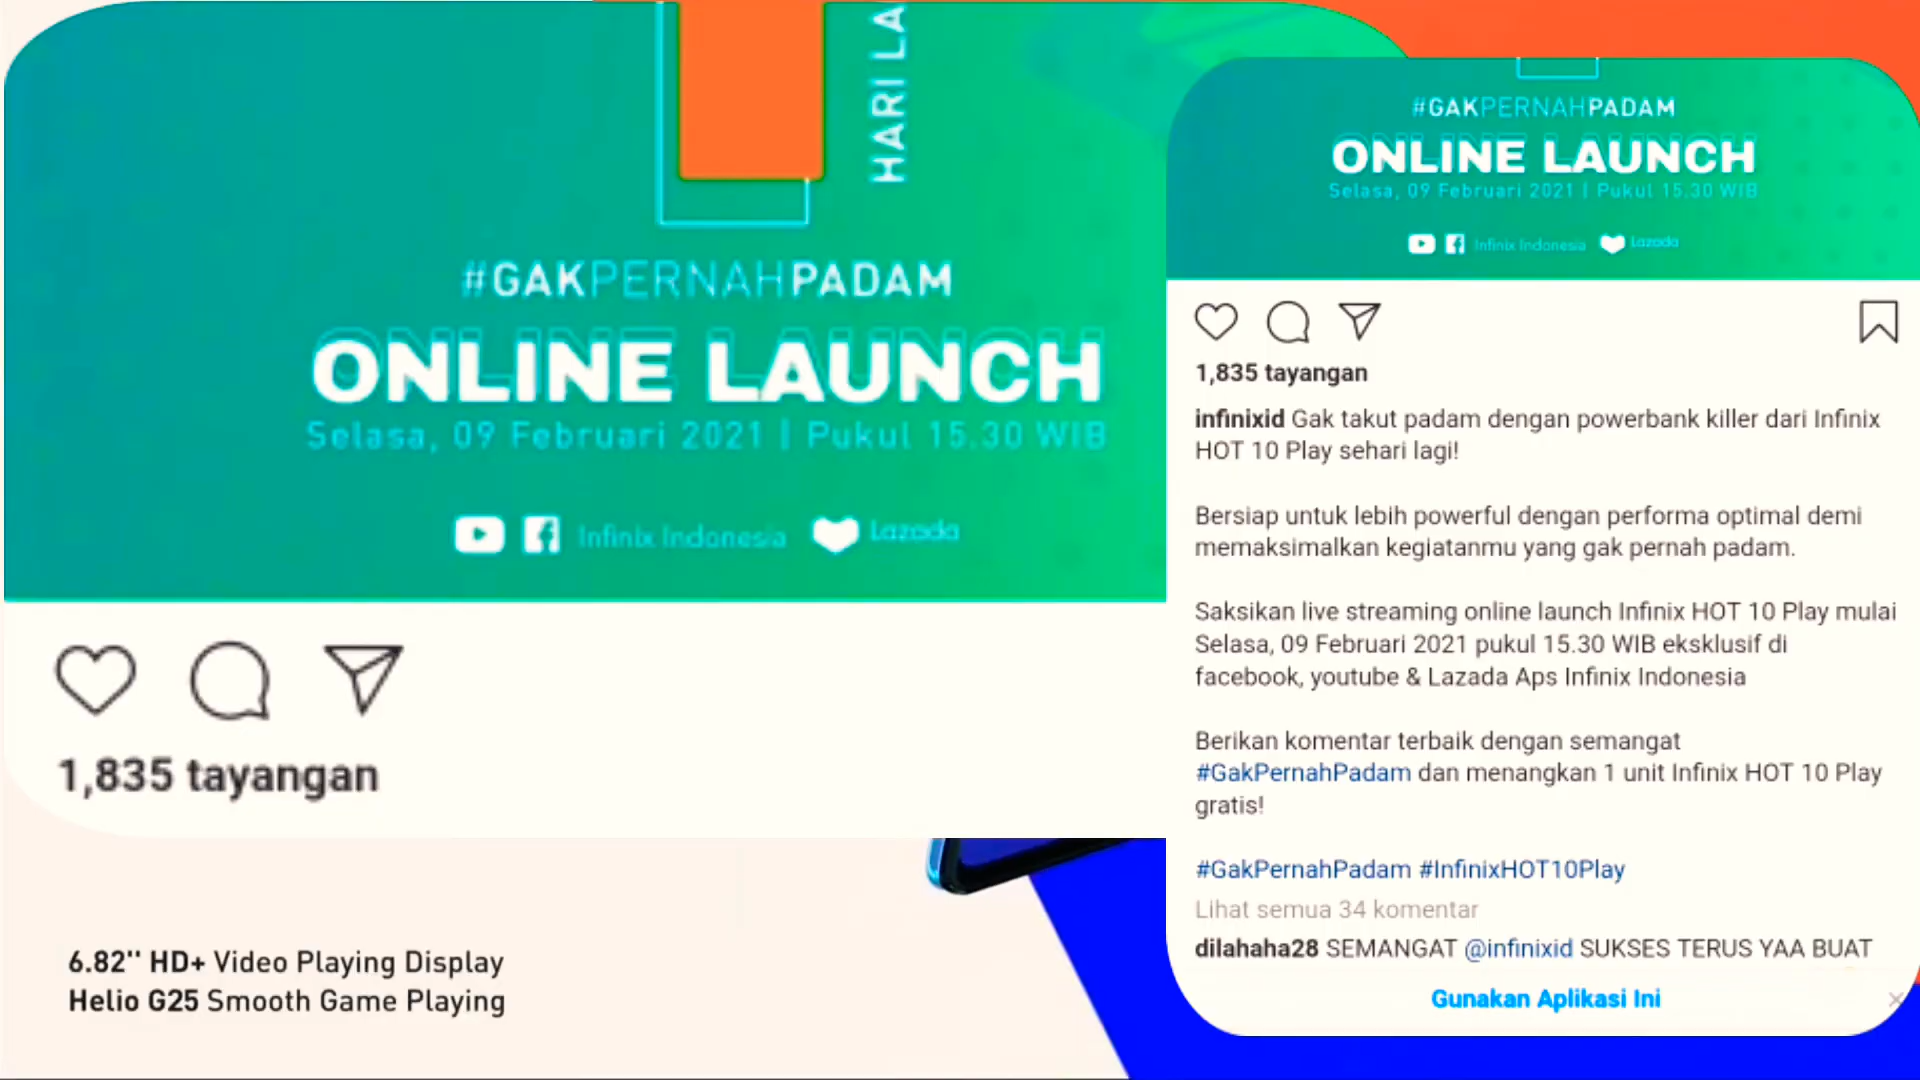 HARI LA
#GAKPERNAHPADAM
ONLINE LAUNCH
Selasa, 09 Februari 2021 | Pukul 15.30 WIB
Infinix Indonesia
Lazada
1,835 tayangan
6.82'' HD+ Video Playing Display
Helio G25 Smooth Game Playing
#GAKPERNAHPADAM
ONLINE LAUNCH
Selasa, 09 Februari 2021 | Pukul 15.30 WIB
Infinix Indonesia
Lazada
1,835 tayangan
infinixid Gak takut padam dengan powerbank killer dari Infinix
HOT 10 Play sehari lagi!
Bersiap untuk lebih powerful dengan performa optimal demi
memaksimalkan kegiatanmu yang gak pernah padam.
Saksikan live streaming online launch Infinix HOT 10 Play mulai
Selasa, 09 Februari 2021 pukul 15.30 WIB eksklusif di
facebook, youtube & Lazada Aps Infinix Indonesia
Berikan komentar terbaik dengan semangat
#GakPernahPadam dan menangkan 1 unit Infinix HOT 10 Play
gratis!
#GakPernahPadam #InfinixHOT10Play
Lihat semua 34 komentar
dilahaha28 SEMANGAT @infinixid SUKSES TERUS YAA BUAT
Gunakan Aplikasi Ini